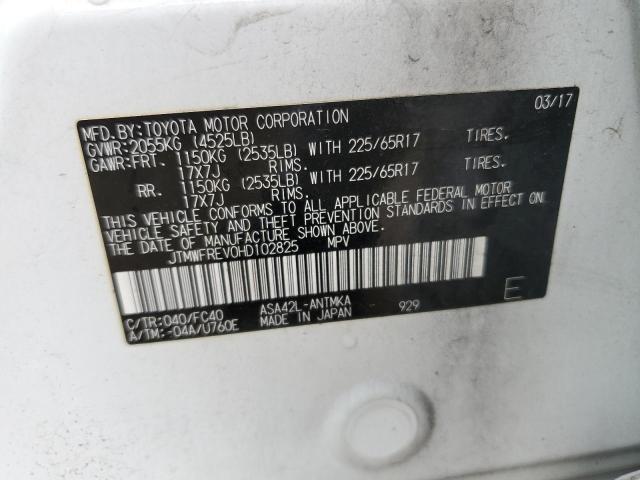 03/17
MFD.BY:TOYOTA MOTOR CORPORATION
GVWR:2055KG (4525LB)
GAWR:FRT. 1150KG (2535LB) WITH 225/65R17 TIRES.
17X7J RIMS.
RR. 1150KG (2535LB) WITH 225/65R17 TIRES.
17X7J RIMS.
THIS VEHICLE CONFORMS TO ALL APPLICABLE FEDERAL MOTOR
VEHICLE SAFETY AND THEFT PREVENTION STANDARDS IN EFFECT ON
THE DATE OF MANUFACTURE SHOWN ABOVE.
JTMWFREV0HD102825 MPV
C/TR:040/FC40 ASA42L-ANTMKA 929
A/TM:-04A/U760E MADE IN JAPAN
E